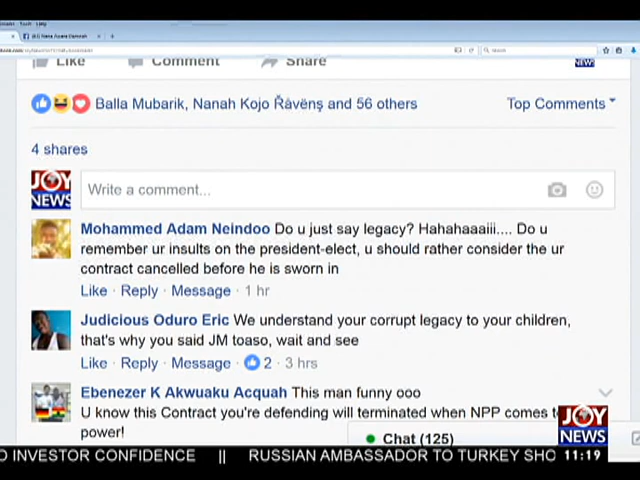 Like Comment Share
NEWS
Balla Mubarik, Nanah Kojo Řâvënş and 56 others
Top Comments
4 shares
JOY
NEWS
Write a comment...
Mohammed Adam Neindoo Do u just say legacy? Hahahaaaiii.... Do u
remember ur insults on the president-elect, u should rather consider the ur
contract cancelled before he is sworn in
Like · Reply · Message · 1 hr
Judicious Oduro Eric We understand your corrupt legacy to your children,
that's why you said JM toaso, wait and see
Like · Reply · Message · 2 · 3 hrs
Ebenezer K Akwuaku Acquah This man funny ooo
U know this Contract you're defending will terminated when NPP comes t
power!
Chat (125)
JOY
NEWS
O INVESTOR CONFIDENCE || RUSSIAN AMBASSADOR TO TURKEY SHO
11:19